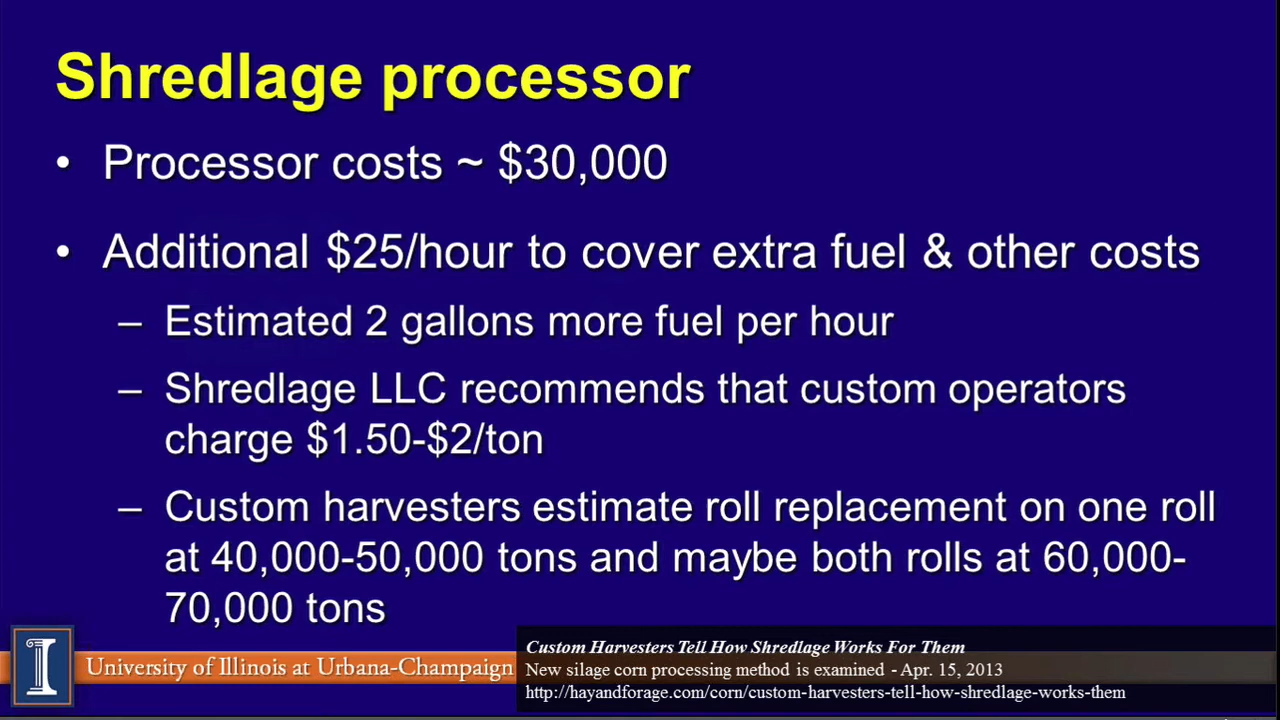 Shredlage processor
• Processor costs ~ $30,000
• Additional $25/hour to cover extra fuel & other costs
– Estimated 2 gallons more fuel per hour
– Shredlage LLC recommends that custom operators
charge $1.50-$2/ton
– Custom harvesters estimate roll replacement on one roll
at 40,000-50,000 tons and maybe both rolls at 60,000-
70,000 tons
University of Illinois at Urbana-Champaign
Custom Harvesters Tell How Shredlage Works For Them
New silage corn processing method is examined - Apr. 15, 2013
http://hayandforage.com/corn/custom-harvesters-tell-how-shredlage-works-them